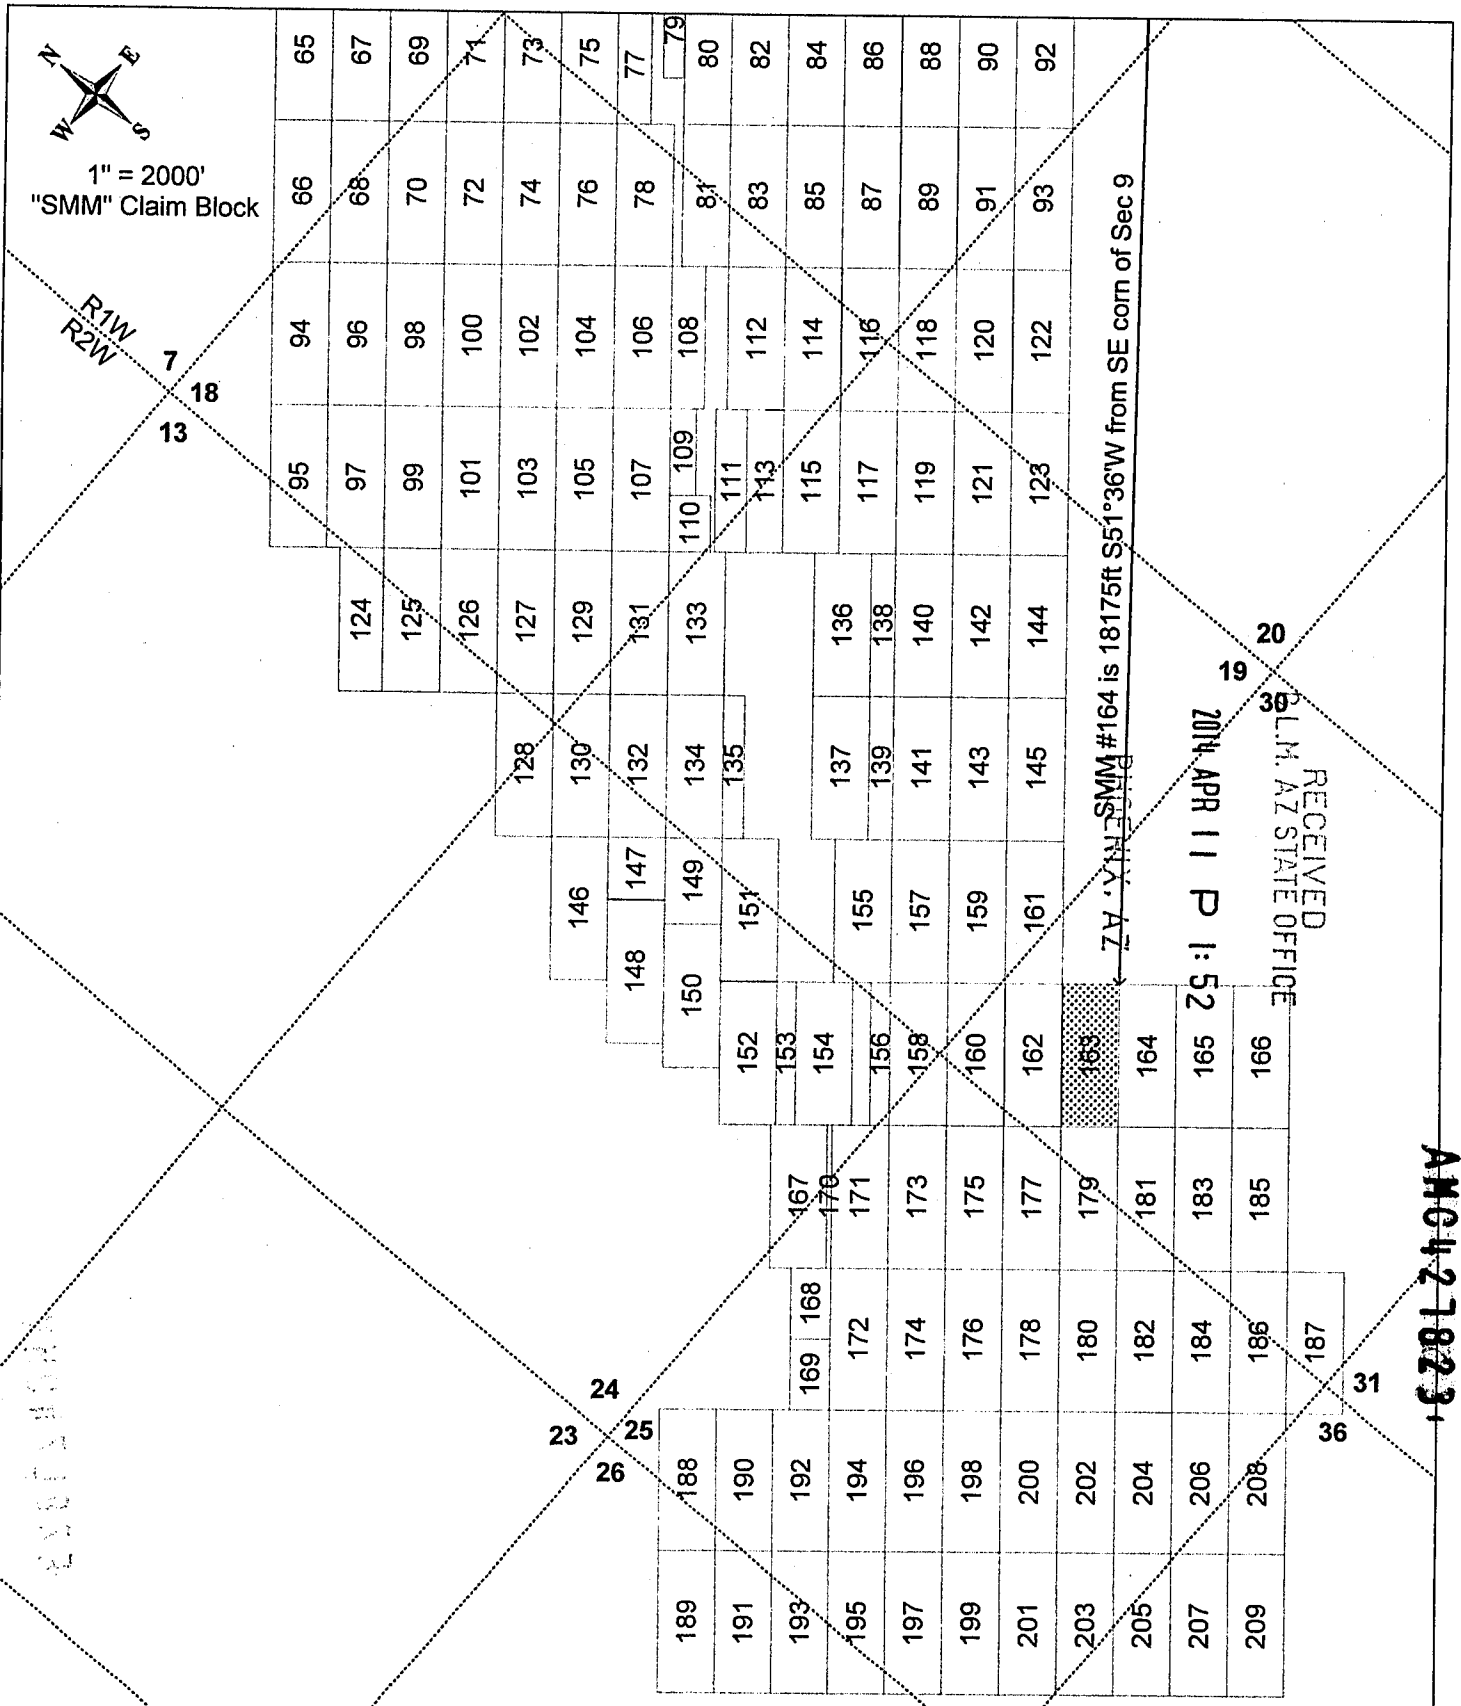 N E
W S
1" = 2000'
"SMM" Claim Block
65 67 69 71 73 75 77 79 80 82 84 86 88 90 92
66 68 70 72 74 76 78 81 83 85 87 89 91 93
R1W
R2W
94 96 98 100 102 104 106 108 112 114 116 118 120 122
7
18
13
95 97 99 101 103 105 107 109 110 111 113 115 117 119 121 123
124 125 126 127 129 131 133 136 138 140 142 144
128 130 132 134 135 137 139 141 143 145
146 147 149 151 155 157 159 161
148 150
152 153 154 156 158 160 162 163 164 165 166
SMM #164 is 18175ft S51°36'W from SE corn of Sec 9
20
19
30
RECEIVED
B.L.M. AZ STATE OFFICE
2014 APR 11 P 1:52
PHOENIX, AZ
167 170 171 173 175 177 179 181 183 185
168 172 174 176 178 180 182 184 186 187
169
24
23 25
26
31
36
188 190 192 194 196 198 200 202 204 206 208
189 191 193 195 197 199 201 203 205 207 209
AMC427823